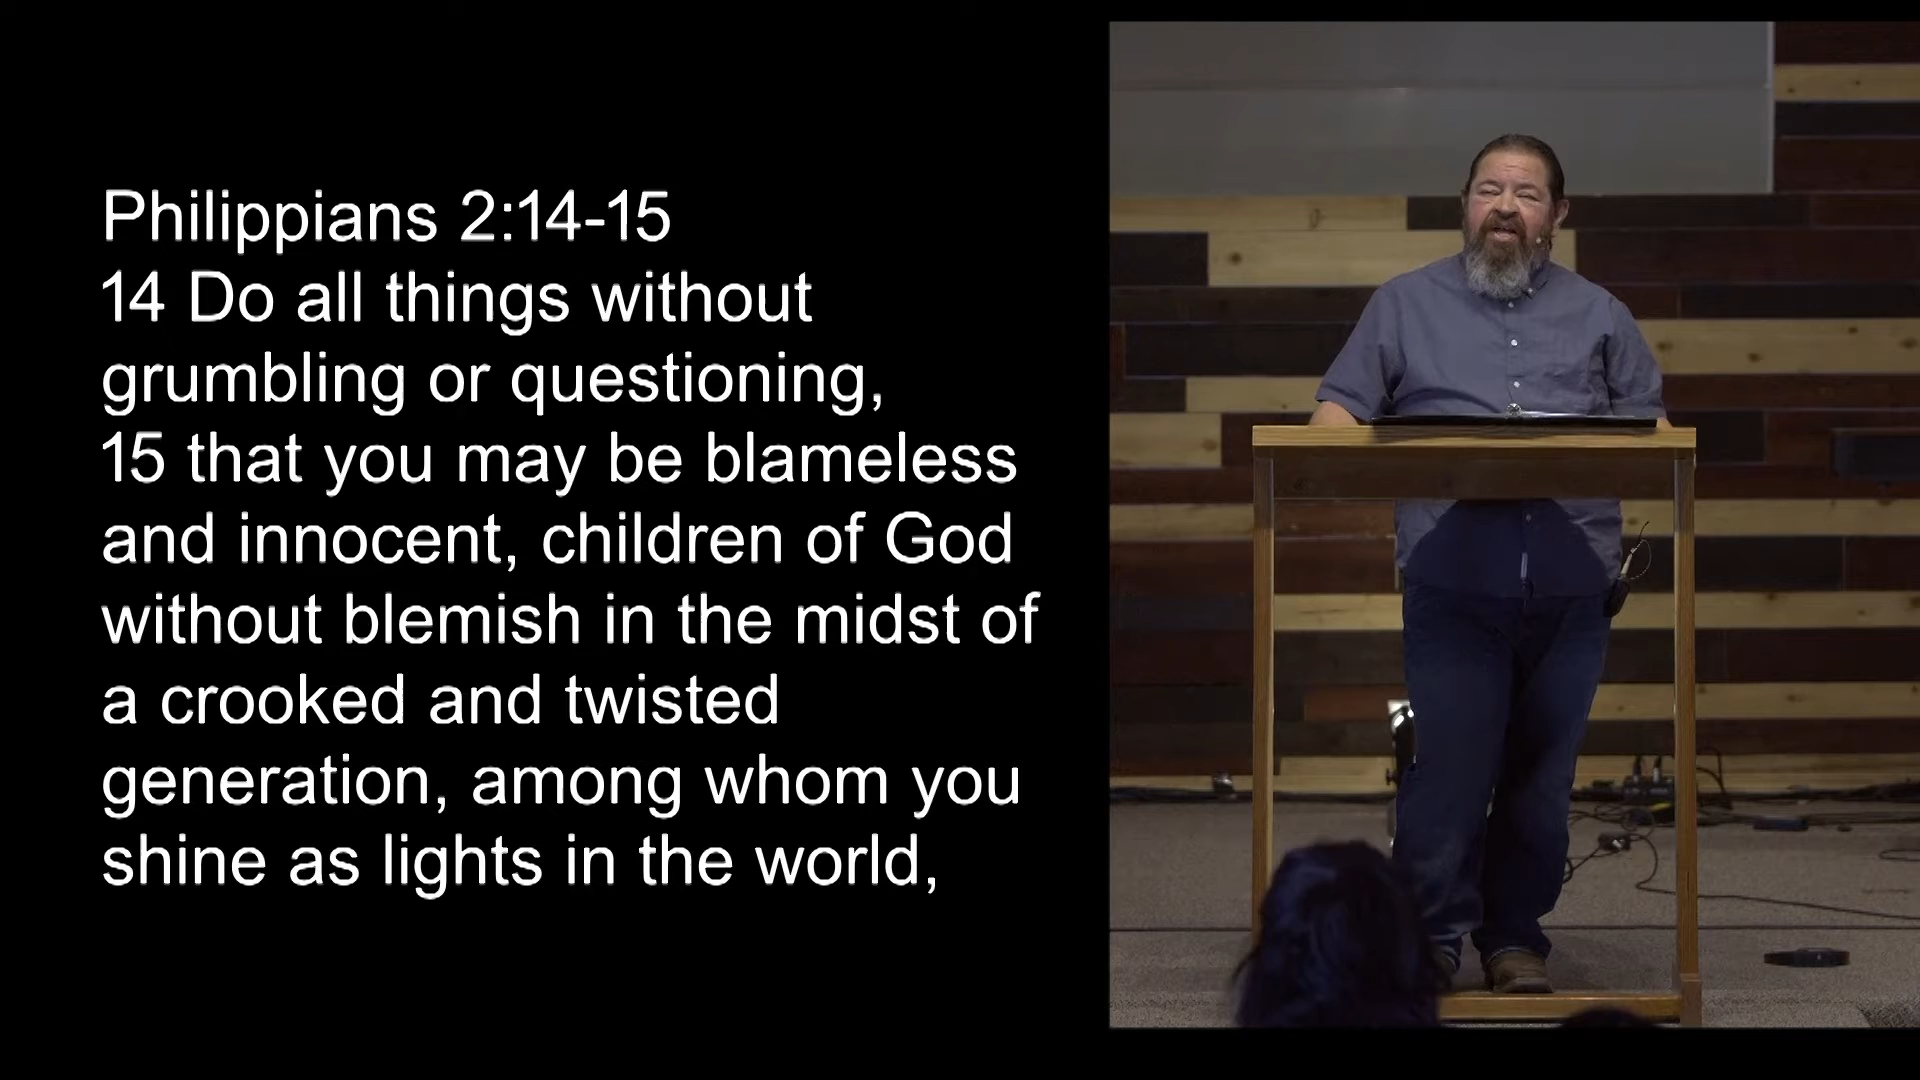 Philippians 2:14-15
14 Do all things without
grumbling or questioning,
15 that you may be blameless
and innocent, children of God
without blemish in the midst of
a crooked and twisted
generation, among whom you
shine as lights in the world,